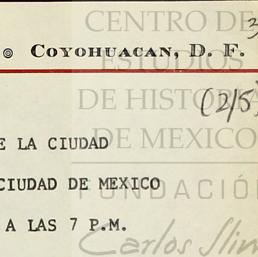 CENTRO DE
3
COYOHUACAN, D. F.
ESTUDIOS
DE HISTORIA
(2/5)
DE MEXICO
E LA CIUDAD
CIUDAD DE MEXICO
FUNDACIÓN
A LAS 7 P.M.
Carlos Slim